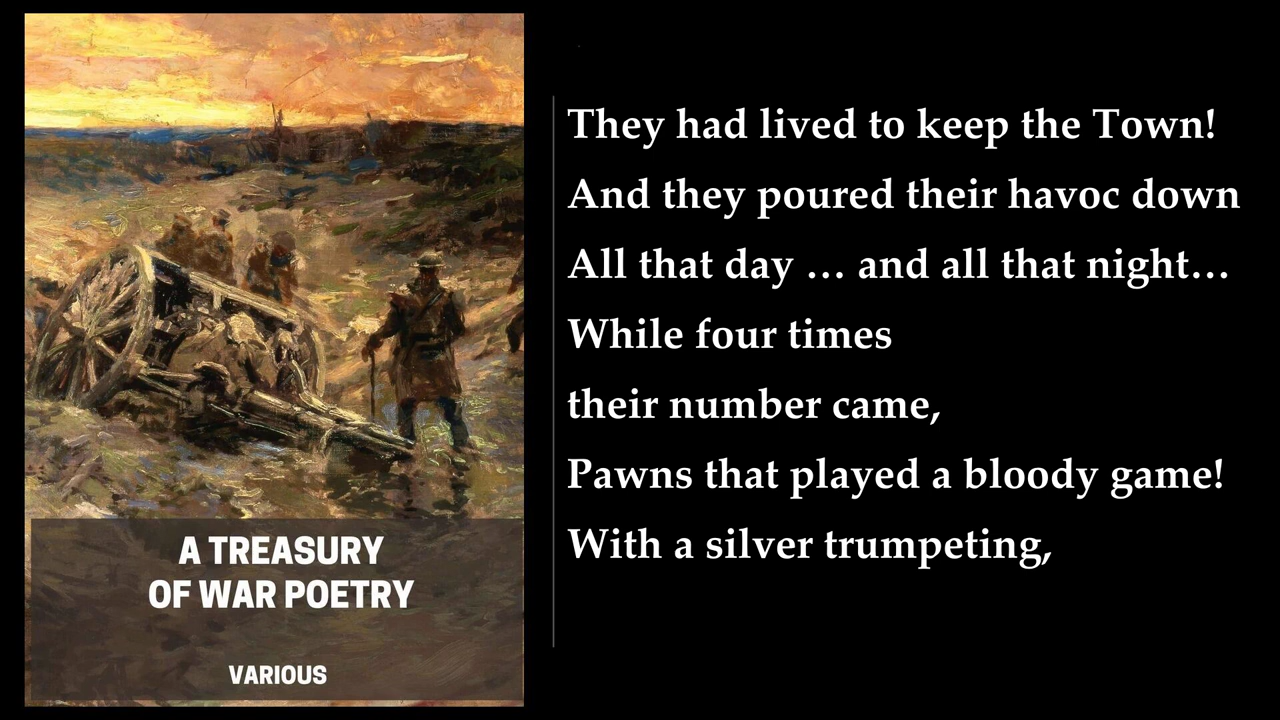 A TREASURY
OF WAR POETRY
VARIOUS
They had lived to keep the Town!
And they poured their havoc down
All that day … and all that night…
While four times
their number came,
Pawns that played a bloody game!
With a silver trumpeting,